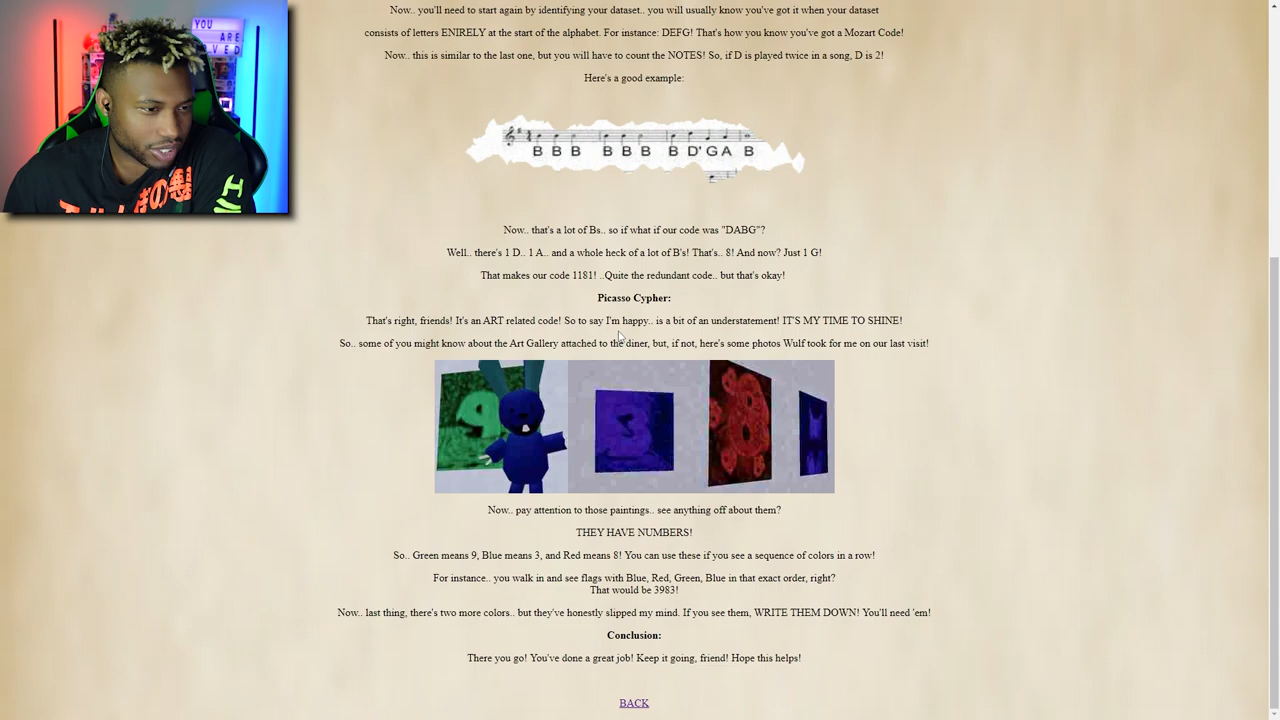 YOU
ARE
Now.. you'll need to start again by identifying your dataset.. you will usually know you've got it when your dataset
consists of letters ENIRELY at the start of the alphabet. For instance: DEFG! That's how you know you've got a Mozart Code!
Now.. this is similar to the last one, but you will have to count the NOTES! So, if D is played twice in a song, D is 2!
Here's a good example:
B B B B B B B D' G A B
Now.. that's a lot of Bs.. so if what if our code was "DABG"?
Well.. there's 1 D.. 1 A.. and a whole heck of a lot of B's! That's.. 8! And now? Just 1 G!
That makes our code 1181! ..Quite the redundant code.. but that's okay!
Picasso Cypher:
That's right, friends! It's an ART related code! So to say I'm happy.. is a bit of an understatement! IT'S MY TIME TO SHINE!
So.. some of you might know about the Art Gallery attached to the diner, but, if not, here's some photos Wulf took for me on our last visit!
9 3 8
Now.. pay attention to those paintings.. see anything off about them?
THEY HAVE NUMBERS!
So.. Green means 9, Blue means 3, and Red means 8! You can use these if you see a sequence of colors in a row!
For instance.. you walk in and see flags with Blue, Red, Green, Blue in that exact order, right?
That would be 3983!
Now.. last thing, there's two more colors.. but they've honestly slipped my mind. If you see them, WRITE THEM DOWN! You'll need 'em!
Conclusion:
There you go! You've done a great job! Keep it going, friend! Hope this helps!
BACK